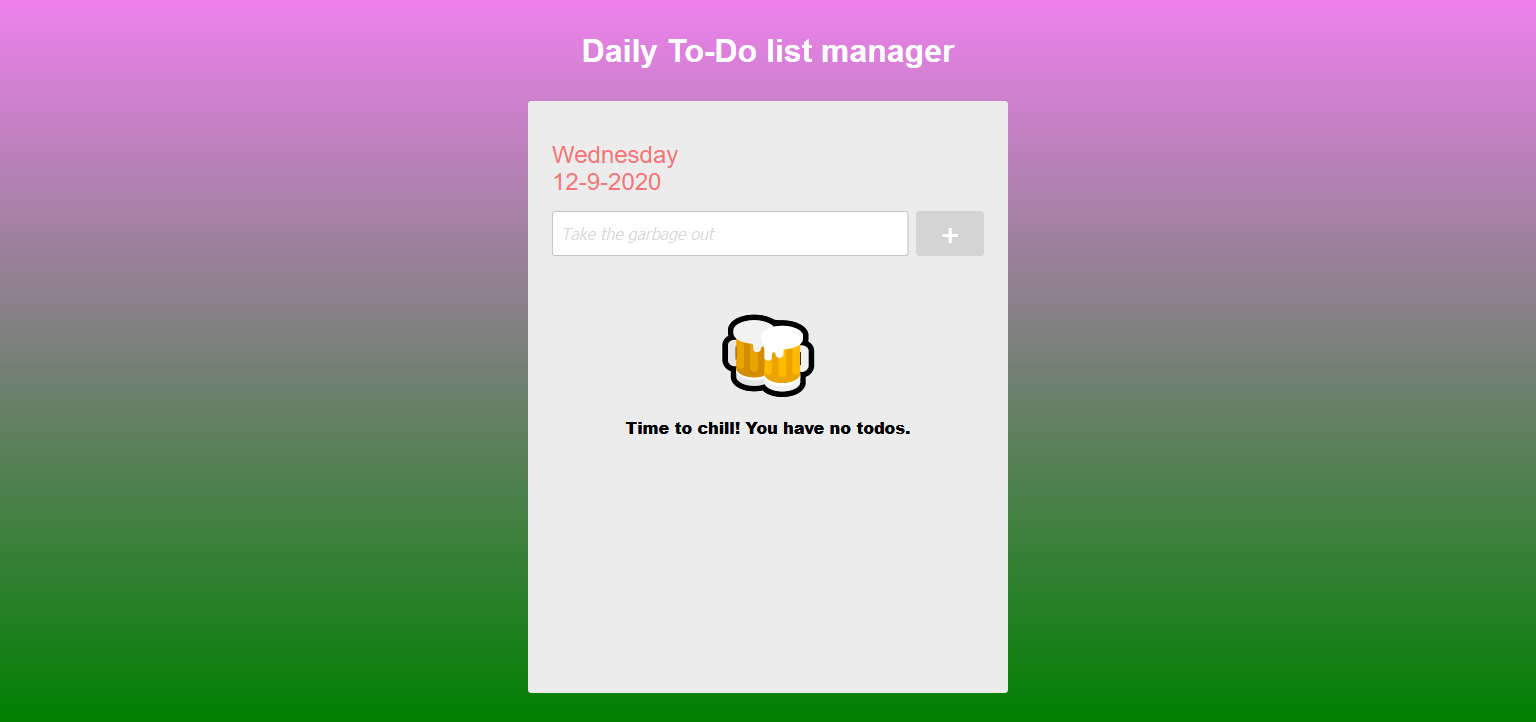 Daily To-Do list manager
Wednesday
12-9-2020
Take the garbage out
+
Time to chill! You have no todos.